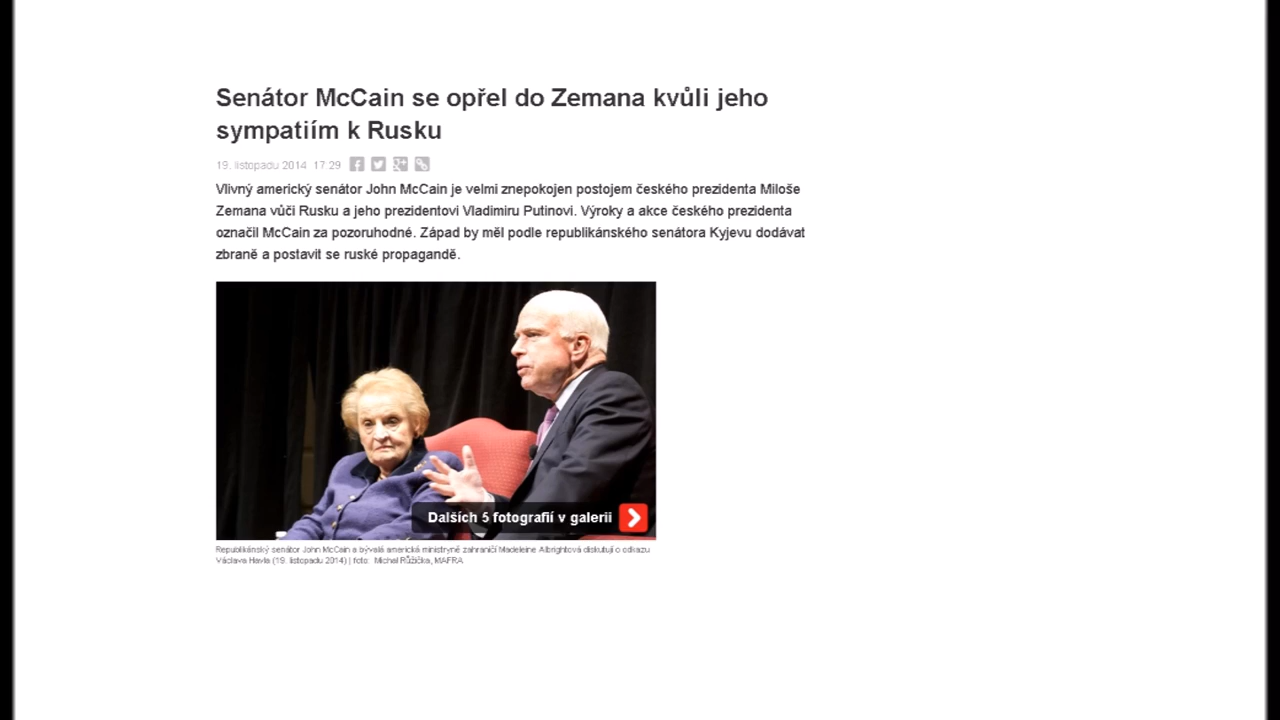 Senátor McCain se opřel do Zemana kvůli jeho
sympatiím k Rusku
19. listopadu 2014 17:29
Vlivný americký senátor John McCain je velmi znepokojen postojem českého prezidenta Miloše
Zemana vůči Rusku a jeho prezidentovi Vladimiru Putinovi. Výroky a akce českého prezidenta
označil McCain za pozoruhodné. Západ by měl podle republikánského senátora Kyjevu dodávat
zbraně a postavit se ruské propagandě.
Dalších 5 fotografií v galerii
Republikánský senátor John McCain a bývalá americká ministryně zahraničí Madeleine Albrightová diskutují o odkazu
Václava Havla (19. listopadu 2014) | foto: Michal Růžička, MAFRA